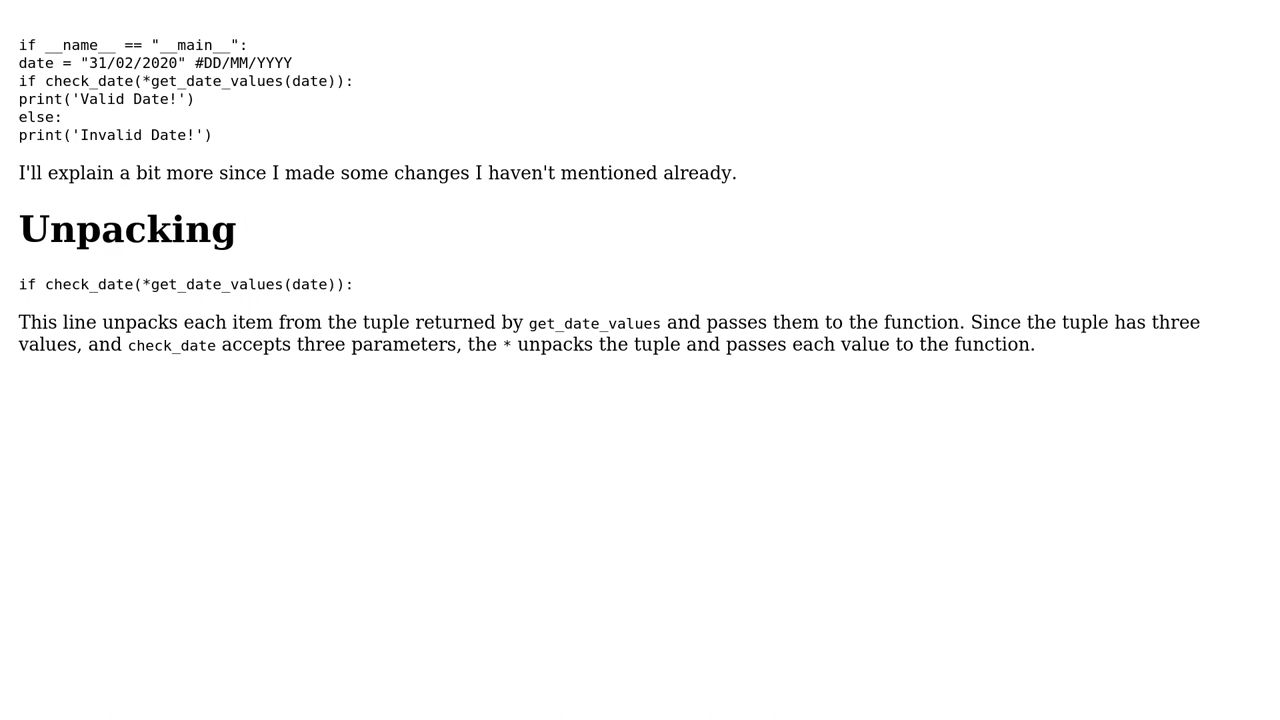 if __name__ == "__main__":
date = "31/02/2020" #DD/MM/YYYY
if check_date(*get_date_values(date)):
print('Valid Date!')
else:
print('Invalid Date!')
I'll explain a bit more since I made some changes I haven't mentioned already.
Unpacking
if check_date(*get_date_values(date)):
This line unpacks each item from the tuple returned by get_date_values and passes them to the function. Since the tuple has three
values, and check_date accepts three parameters, the * unpacks the tuple and passes each value to the function.